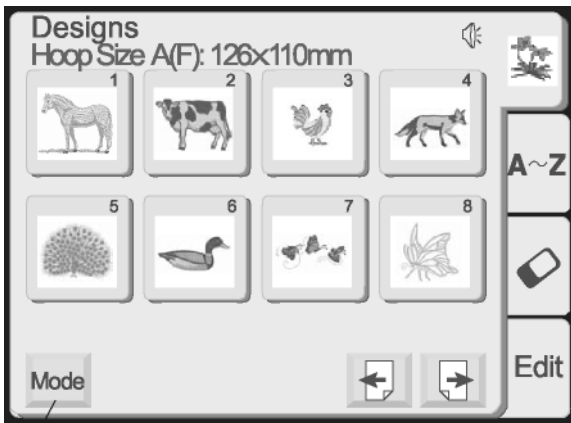 Designs
Hoop Size A(F): 126x110mm
1 2 3 4
A~Z
5 6 7 8
Mode
Edit